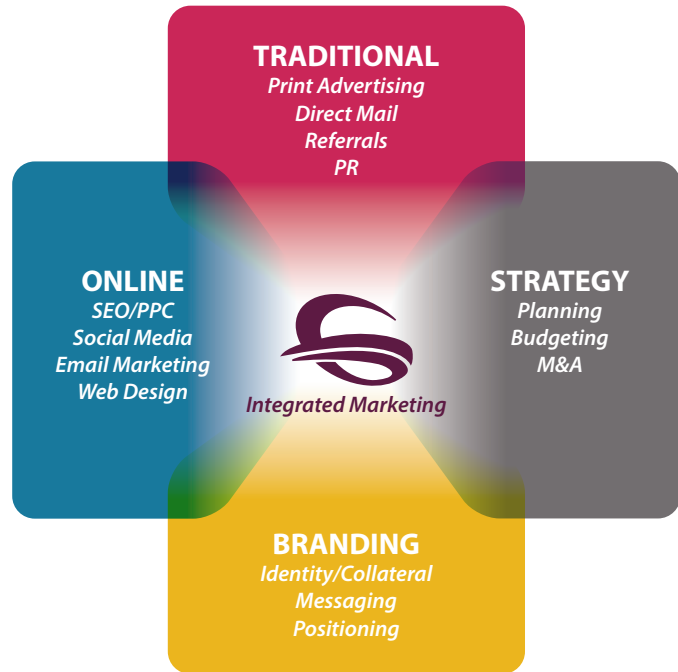 TRADITIONAL
Print Advertising
Direct Mail
Referrals
PR
ONLINE
SEO/PPC
Social Media
Email Marketing
Web Design
STRATEGY
Planning
Budgeting
M&A
Integrated Marketing
BRANDING
Identity/Collateral
Messaging
Positioning